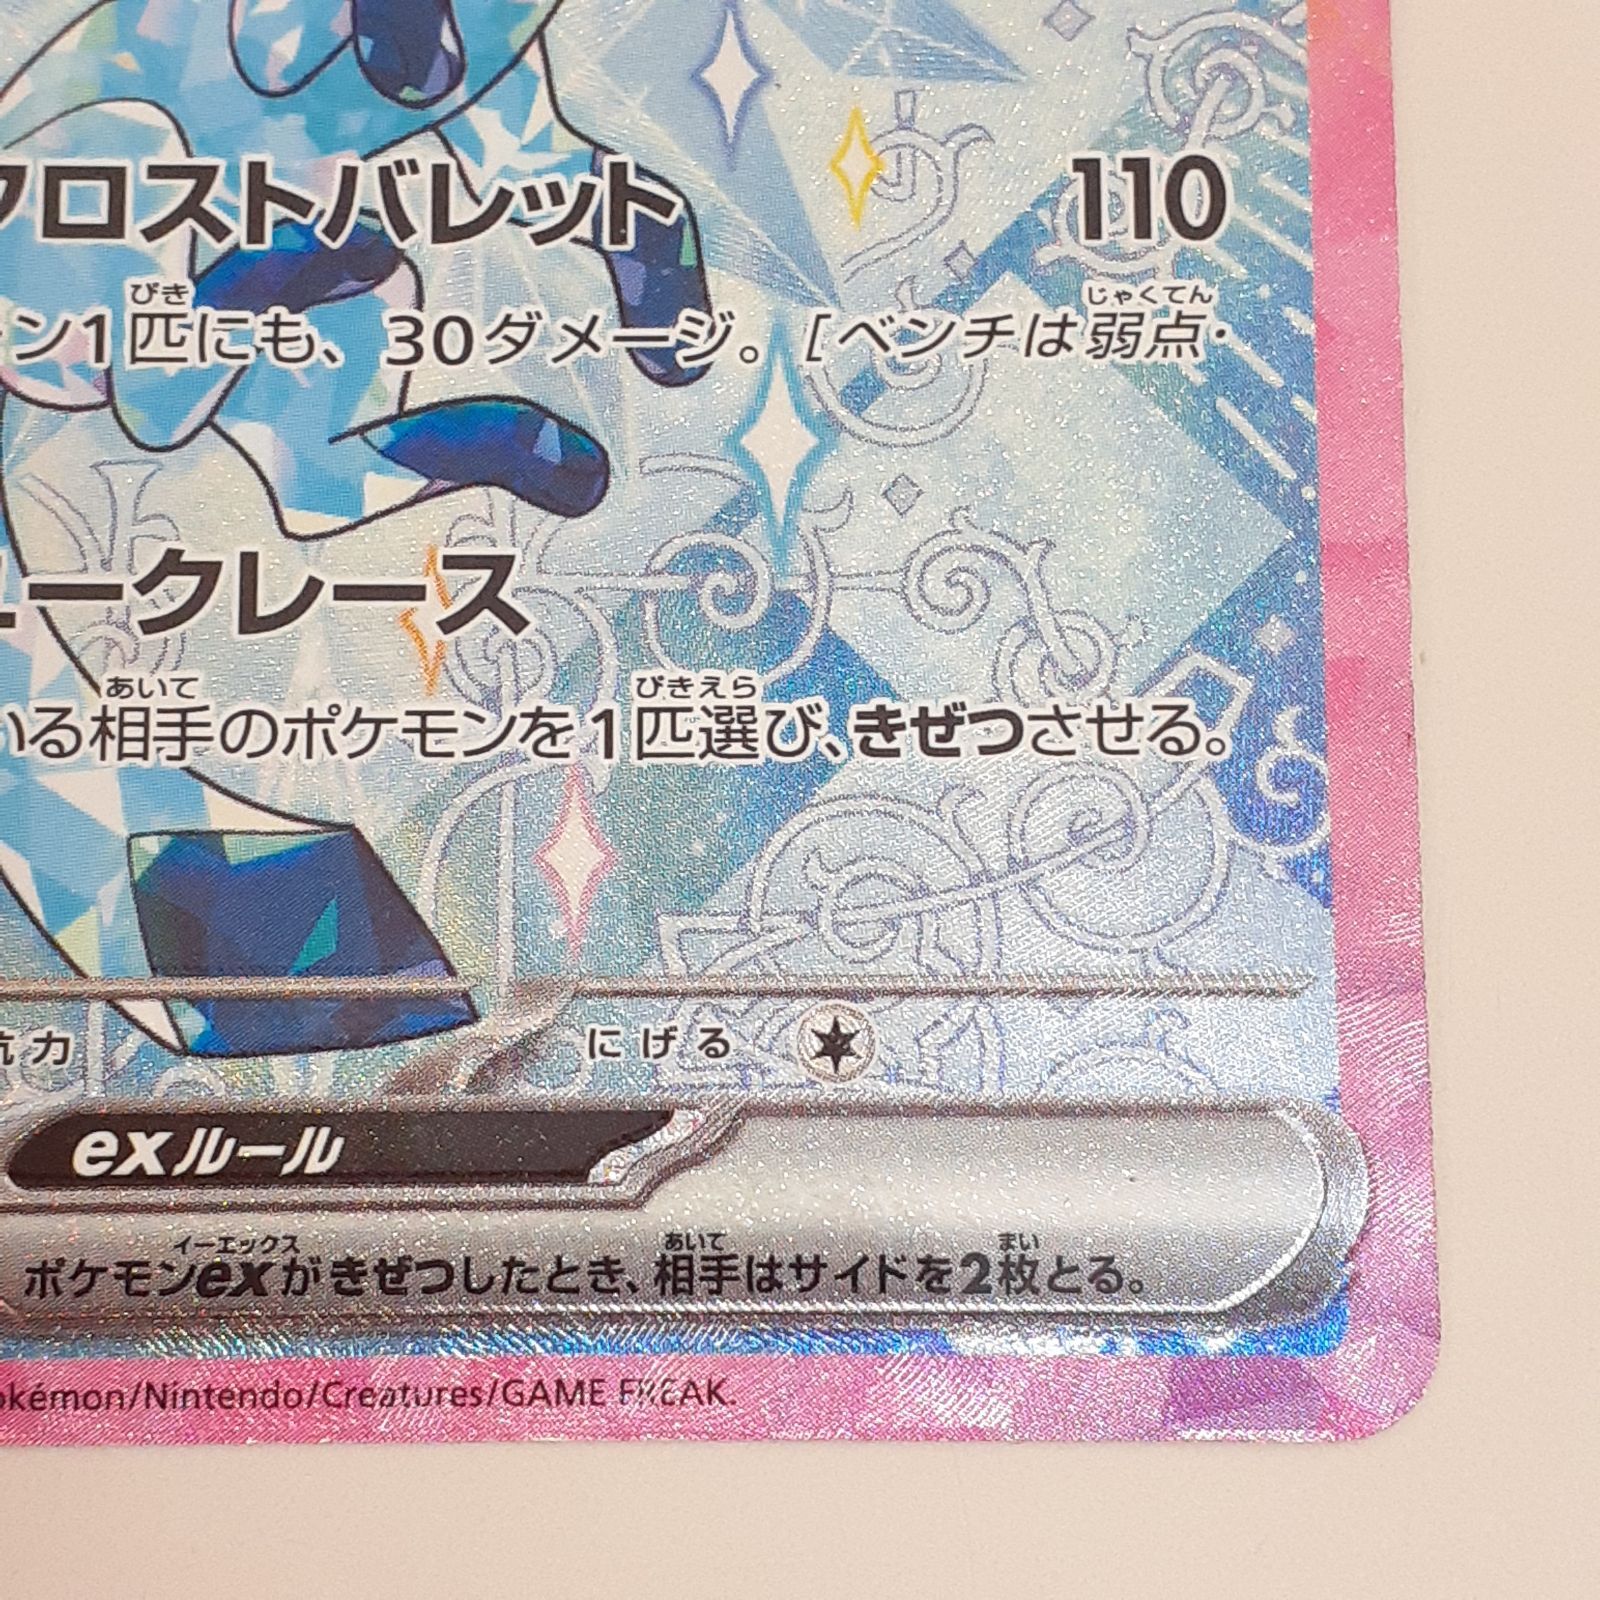 フロストバレット 110
びき じゃくてん
ン1匹にも、30ダメージ。[ベンチは弱点・
ユークレース
あいて びきえら
いる相手のポケモンを1匹選び、きぜつさせる。
抗力 にげる
exルール
イーエックス あいて まい
ポケモンexがきぜつしたとき、相手はサイドを2枚とる。
okémon/Nintendo/Creatures/GAME FREAK.